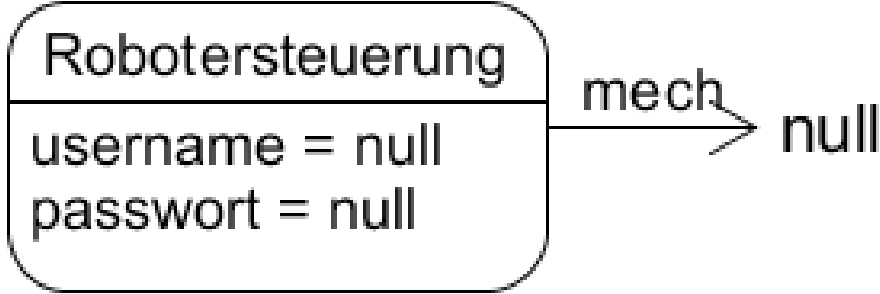 Robotersteuerung
mech
null
username = null
passwort = null